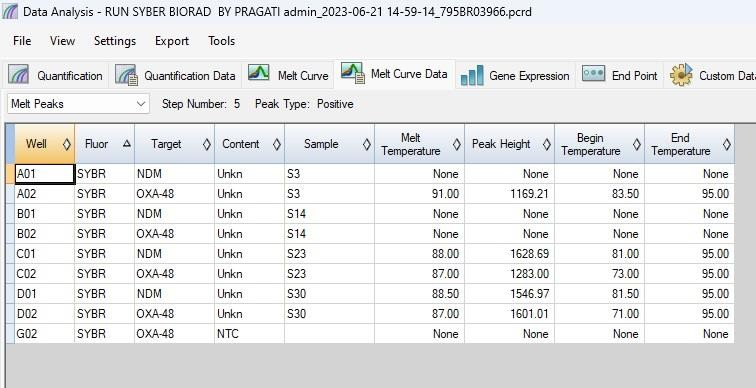 Data Analysis - RUN SYBER BIORAD BY PRAGATI admin_2023-06-21 14-59-14_795BR03966.pcrd
File View Settings Export Tools
Quantification Quantification Data Melt Curve Melt Curve Data Gene Expression End Point Custom Data
Melt Peaks Step Number: 5 Peak Type: Positive
Well Fluor Target Content Sample Melt Temperature Peak Height Begin Temperature End Temperature
A01 SYBR NDM Unkn S3 None None None None
A02 SYBR OXA-48 Unkn S3 91.00 1169.21 83.50 95.00
B01 SYBR NDM Unkn S14 None None None None
B02 SYBR OXA-48 Unkn S14 None None None None
C01 SYBR NDM Unkn S23 88.00 1628.69 81.00 95.00
C02 SYBR OXA-48 Unkn S23 87.00 1283.00 73.00 95.00
D01 SYBR NDM Unkn S30 88.50 1546.97 81.50 95.00
D02 SYBR OXA-48 Unkn S30 87.00 1601.01 71.00 95.00
G02 SYBR OXA-48 NTC None None None None